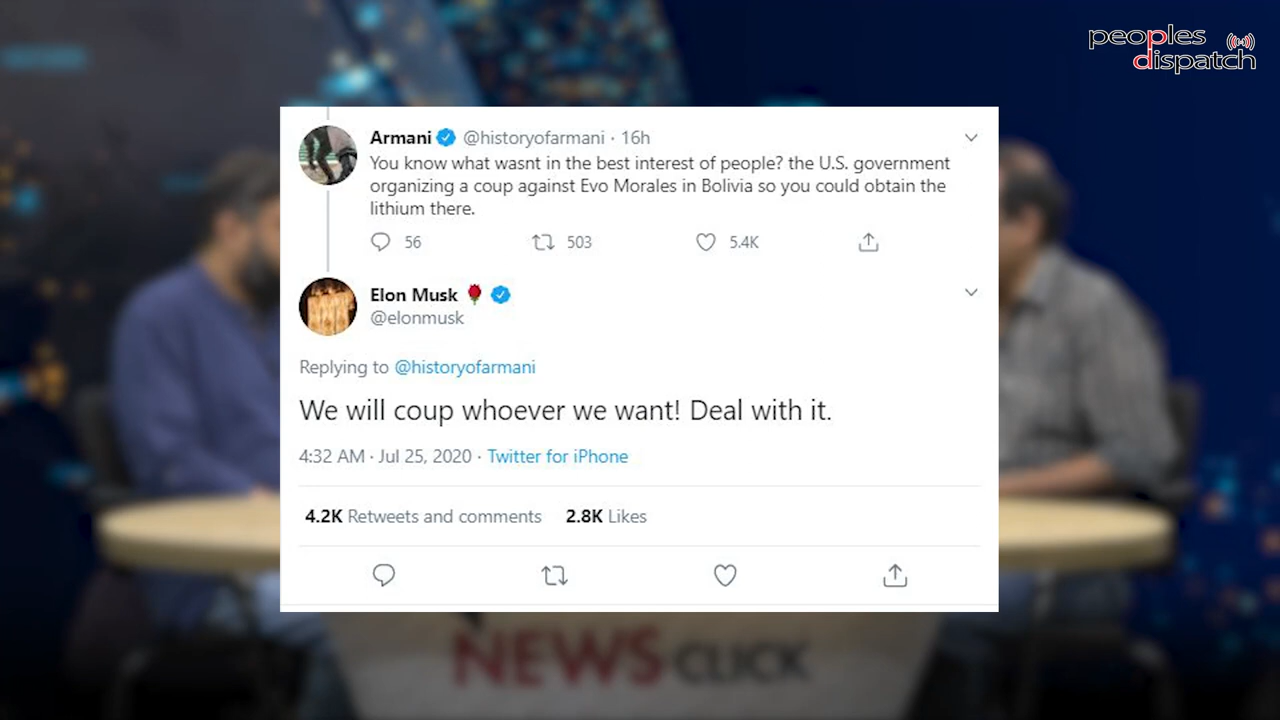 peoples
dispatch
Armani @historyofarmani · 16h
You know what wasnt in the best interest of people? the U.S. government
organizing a coup against Evo Morales in Bolivia so you could obtain the
lithium there.
56 503 5.4K
Elon Musk 🌹
@elonmusk
Replying to @historyofarmani
We will coup whoever we want! Deal with it.
4:32 AM · Jul 25, 2020 · Twitter for iPhone
4.2K Retweets and comments 2.8K Likes
NEWSCLICK